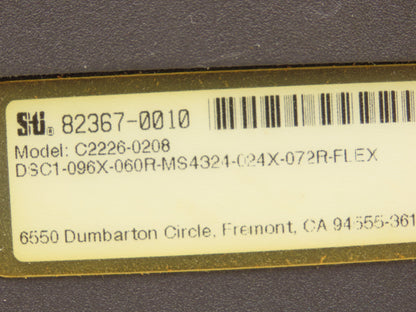 Sti. 82367-0010
Model: C2226-0208
DSC1-096X-060R-MS4324-024X-072R-FLEX
6550 Dumbarton Circle, Fremont, CA 94555-361